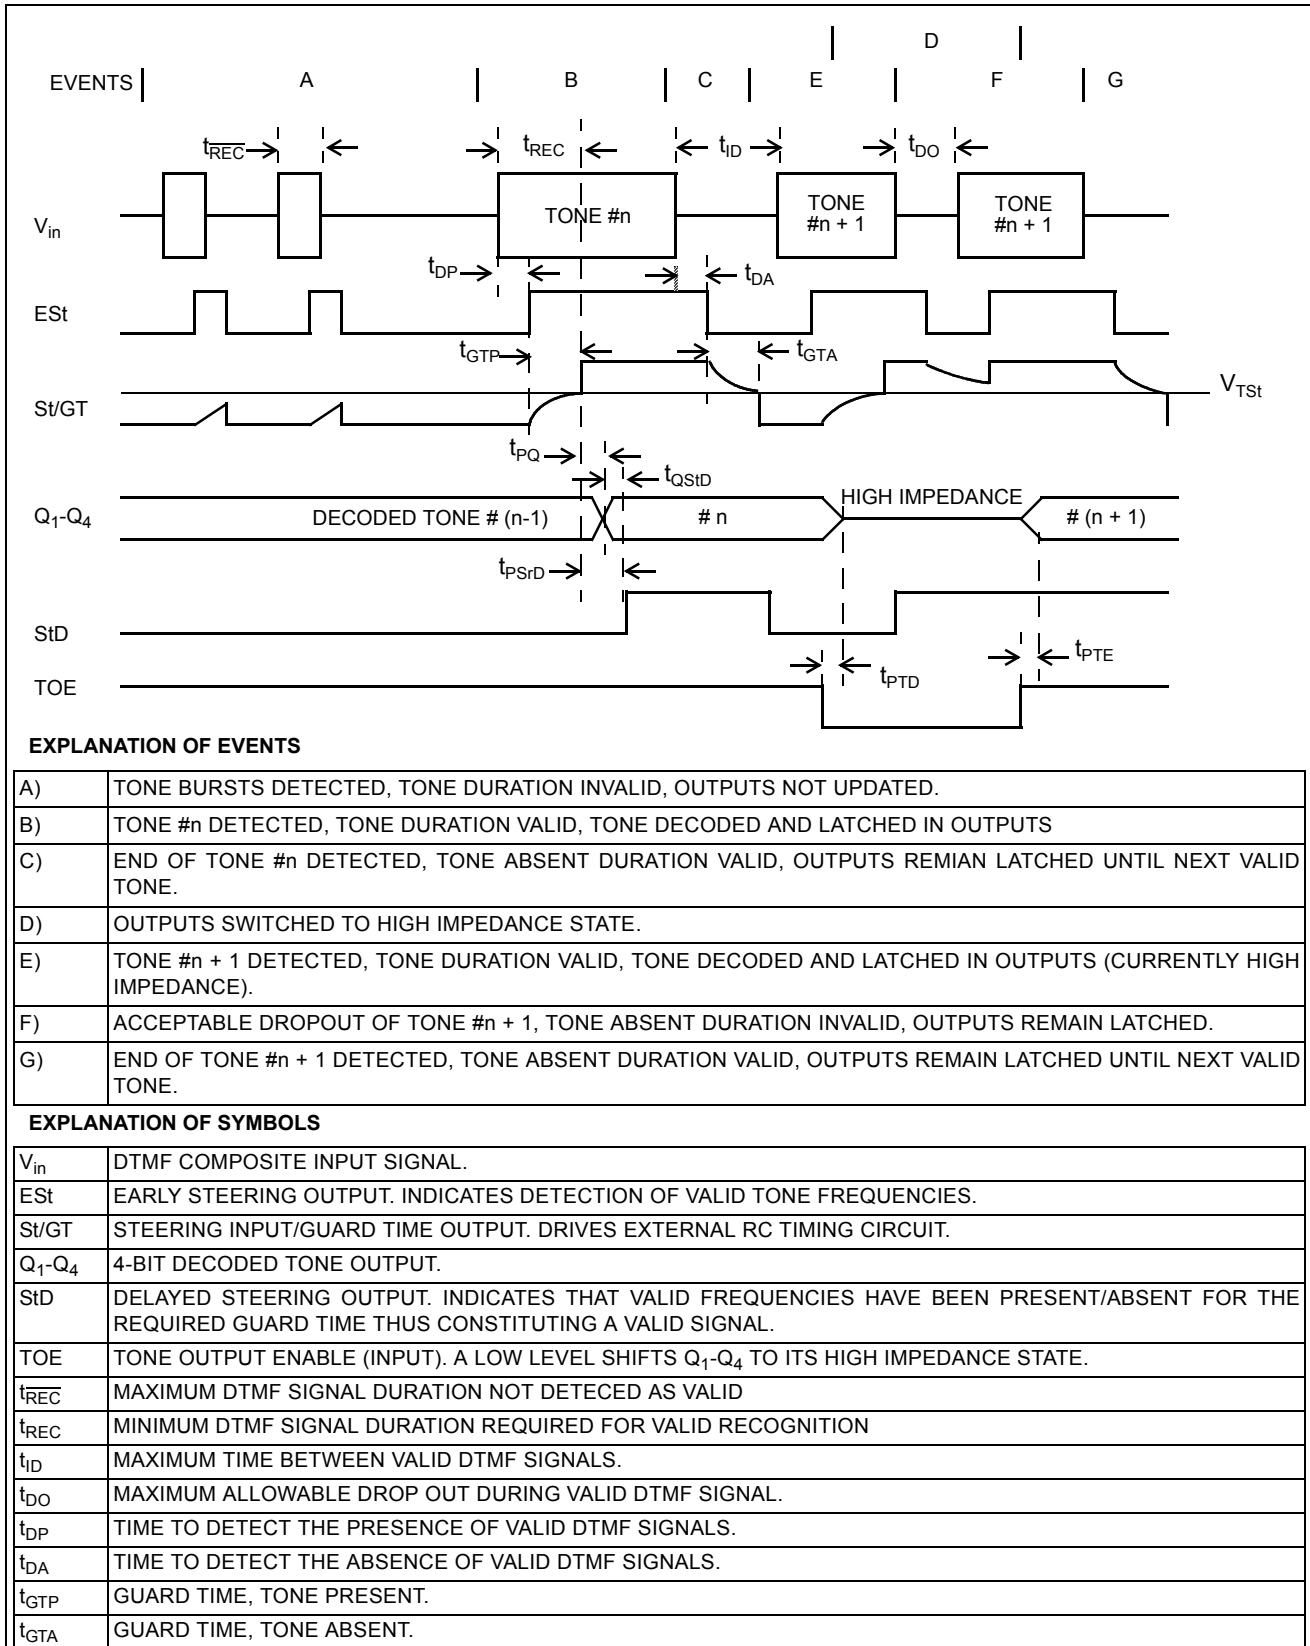 D
EVENTS A B C E F G
tREC tREC tID tDO
Vin TONE #n TONE #n + 1 TONE #n + 1
tDP tDA
ESt
tGTP tGTA
St/GT VTSt
tPQ tQStD
Q1-Q4 DECODED TONE # (n-1) # n HIGH IMPEDANCE # (n + 1)
tPSrD
StD
tPTD tPTE
TOE
EXPLANATION OF EVENTS
A) TONE BURSTS DETECTED, TONE DURATION INVALID, OUTPUTS NOT UPDATED.
B) TONE #n DETECTED, TONE DURATION VALID, TONE DECODED AND LATCHED IN OUTPUTS
C) END OF TONE #n DETECTED, TONE ABSENT DURATION VALID, OUTPUTS REMIAN LATCHED UNTIL NEXT VALID
TONE.
D) OUTPUTS SWITCHED TO HIGH IMPEDANCE STATE.
E) TONE #n + 1 DETECTED, TONE DURATION VALID, TONE DECODED AND LATCHED IN OUTPUTS (CURRENTLY HIGH
IMPEDANCE).
F) ACCEPTABLE DROPOUT OF TONE #n + 1, TONE ABSENT DURATION INVALID, OUTPUTS REMAIN LATCHED.
G) END OF TONE #n + 1 DETECTED, TONE ABSENT DURATION VALID, OUTPUTS REMAIN LATCHED UNTIL NEXT VALID
TONE.
EXPLANATION OF SYMBOLS
Vin DTMF COMPOSITE INPUT SIGNAL.
ESt EARLY STEERING OUTPUT. INDICATES DETECTION OF VALID TONE FREQUENCIES.
St/GT STEERING INPUT/GUARD TIME OUTPUT. DRIVES EXTERNAL RC TIMING CIRCUIT.
Q1-Q4 4-BIT DECODED TONE OUTPUT.
StD DELAYED STEERING OUTPUT. INDICATES THAT VALID FREQUENCIES HAVE BEEN PRESENT/ABSENT FOR THE
REQUIRED GUARD TIME THUS CONSTITUTING A VALID SIGNAL.
TOE TONE OUTPUT ENABLE (INPUT). A LOW LEVEL SHIFTS Q1-Q4 TO ITS HIGH IMPEDANCE STATE.
tREC MAXIMUM DTMF SIGNAL DURATION NOT DETECED AS VALID
tREC MINIMUM DTMF SIGNAL DURATION REQUIRED FOR VALID RECOGNITION
tID MAXIMUM TIME BETWEEN VALID DTMF SIGNALS.
tDO MAXIMUM ALLOWABLE DROP OUT DURING VALID DTMF SIGNAL.
tDP TIME TO DETECT THE PRESENCE OF VALID DTMF SIGNALS.
tDA TIME TO DETECT THE ABSENCE OF VALID DTMF SIGNALS.
tGTP GUARD TIME, TONE PRESENT.
tGTA GUARD TIME, TONE ABSENT.